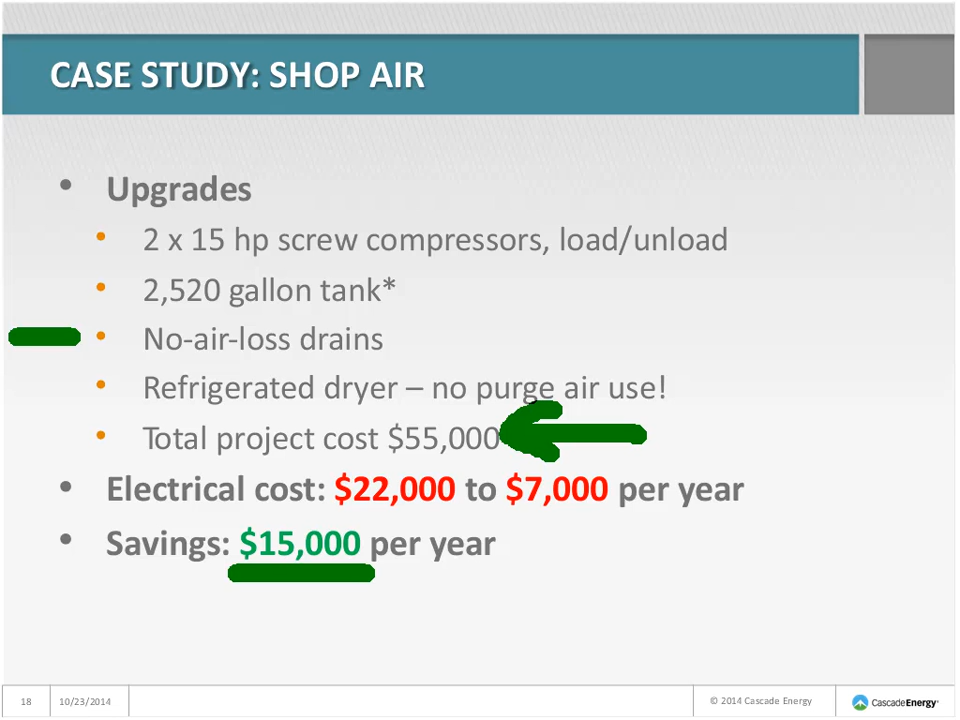 CASE STUDY: SHOP AIR
• Upgrades
• 2 x 15 hp screw compressors, load/unload
• 2,520 gallon tank*
• No-air-loss drains
• Refrigerated dryer – no purge air use!
• Total project cost $55,000
• Electrical cost: $22,000 to $7,000 per year
• Savings: $15,000 per year
18 10/23/2014 © 2014 Cascade Energy CascadeEnergy